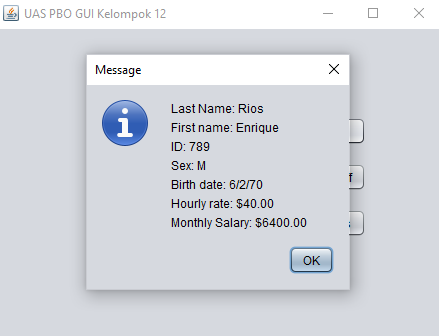 UAS PBO GUI Kelompok 12
Message
Last Name: Rios
First name: Enrique
ID: 789
Sex: M
Birth date: 6/2/70
Hourly rate: $40.00
Monthly Salary: $6400.00
OK